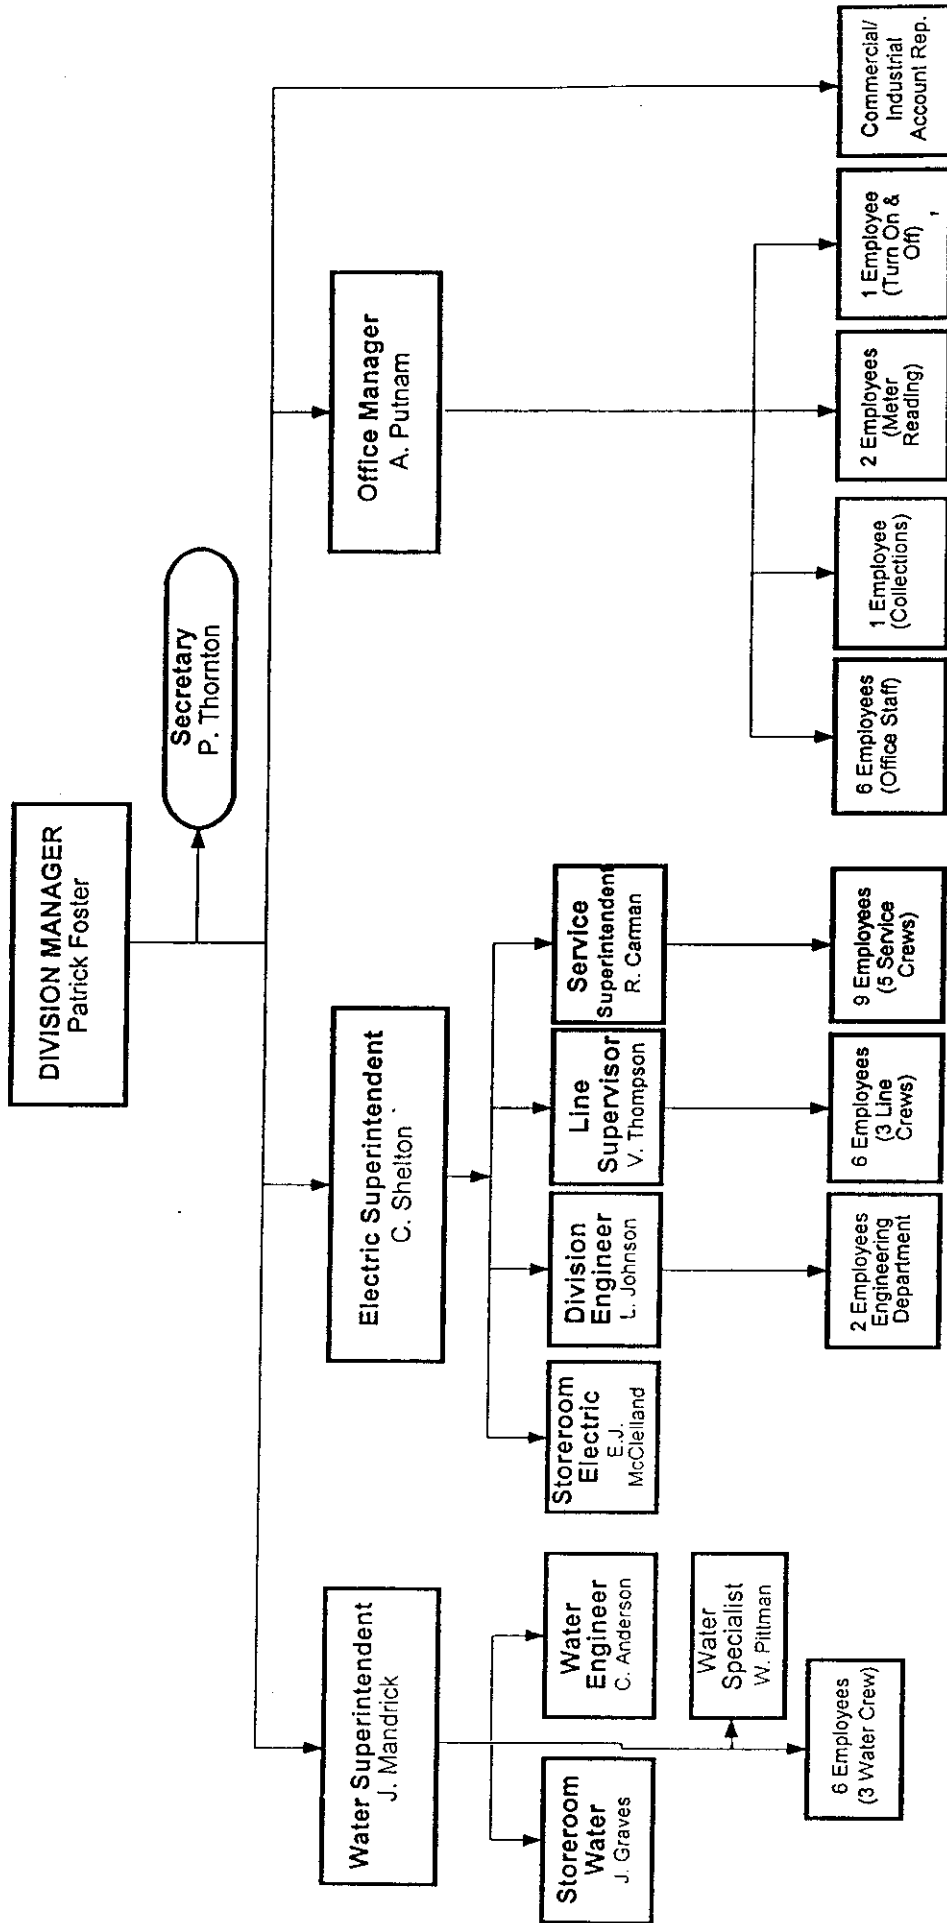 DIVISION MANAGER
Patrick Foster
Secretary
P. Thornton
Water Superintendent
J. Mandrick
Electric Superintendent
C. Shelton
Office Manager
A. Putnam
Storeroom
Water
J. Graves
Water
Engineer
C. Anderson
Storeroom
Electric
E.J.
McClelland
Division
Engineer
L. Johnson
Line
Supervisor
V. Thompson
Service
Superintendent
R. Carman
Water
Specialist
W. Pittman
6 Employees
(3 Water Crew)
2 Employees
Engineering
Department
6 Employees
(3 Line
Crews)
9 Employees
(5 Service
Crews)
6 Employees
(Office Staff)
1 Employee
(Collections)
2 Employees
(Meter
Reading)
1 Employee
(Turn On &
Off)
Commercial/
Industrial
Account Rep.